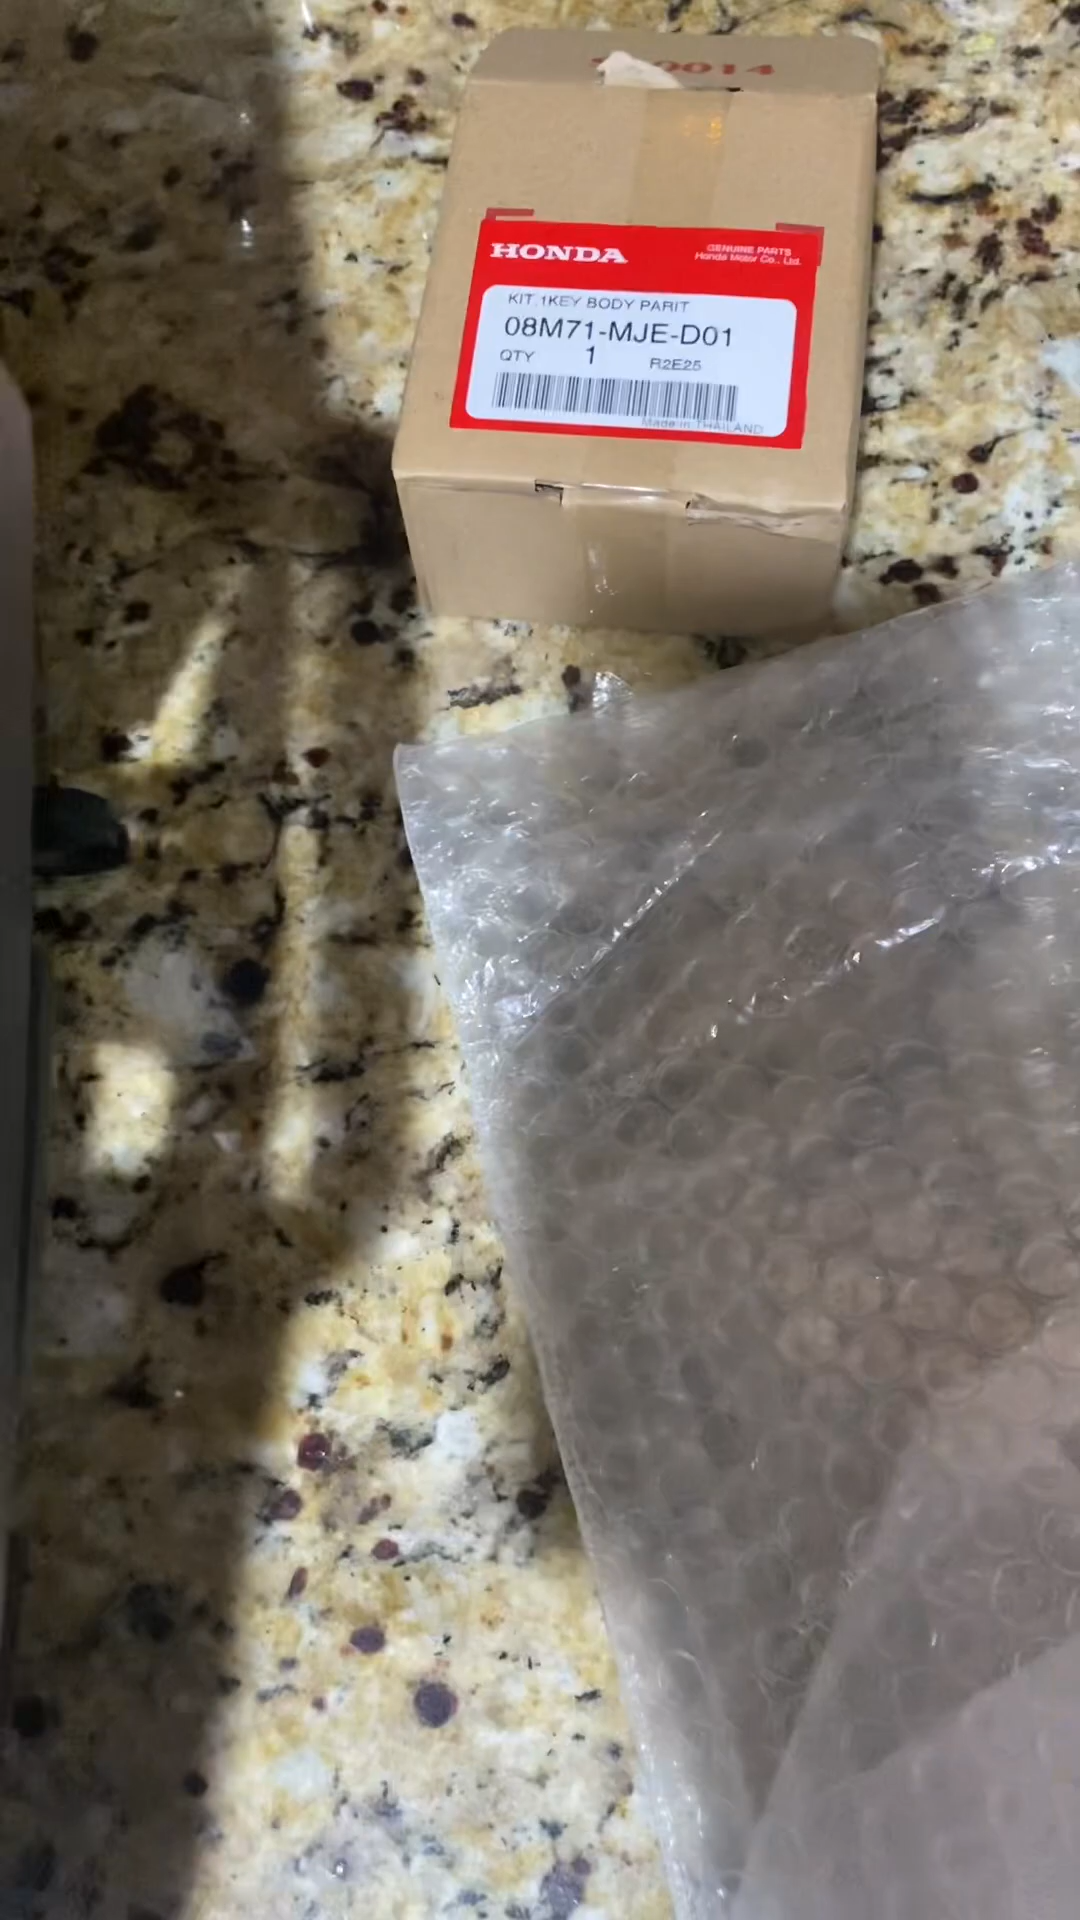 0014
HONDA
GENUINE PARTS
Honda Motor Co., Ltd.
KIT,1KEY BODY PARIT
08M71-MJE-D01
QTY 1 R2E25
Made in THAILAND